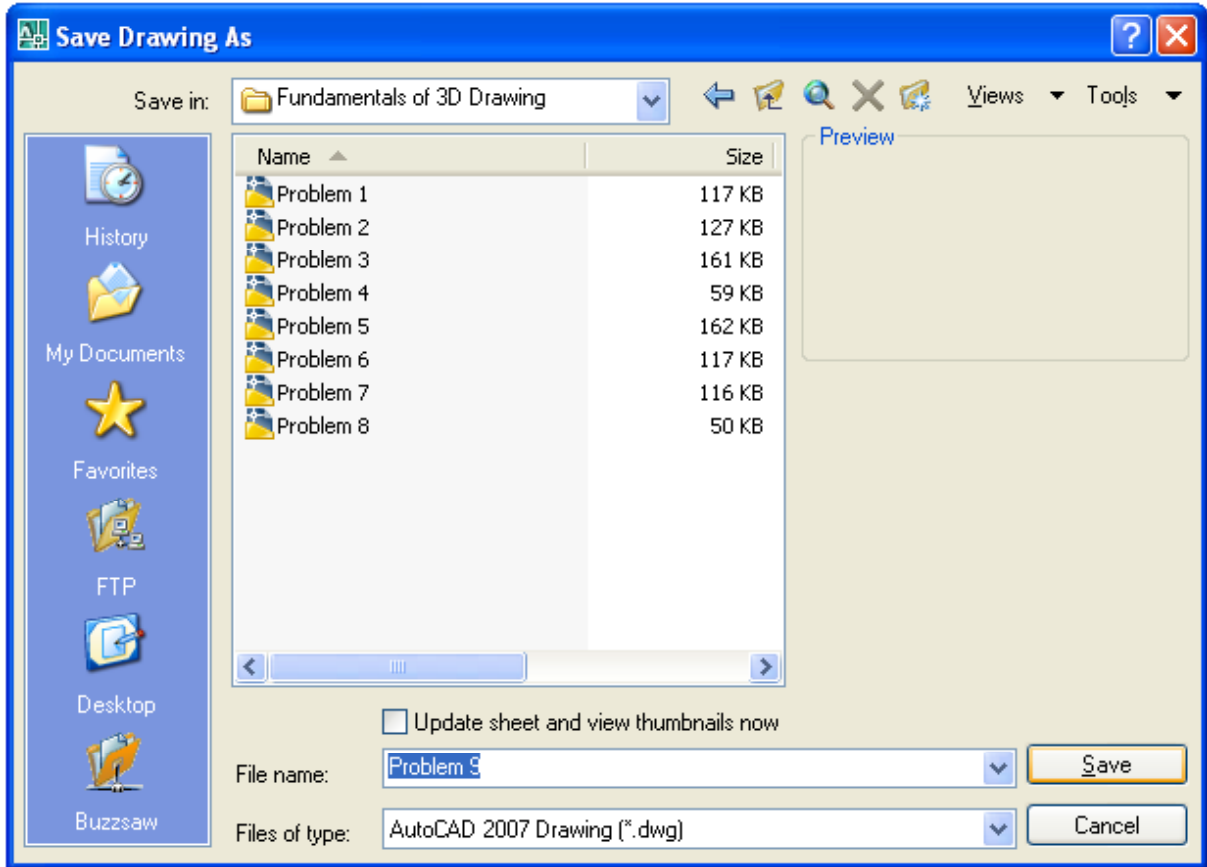 Save Drawing As
Save in: Fundamentals of 3D Drawing Views Tools
History
My Documents
Favorites
FTP
Desktop
Buzzsaw
Name Size
Problem 1 117 KB
Problem 2 127 KB
Problem 3 161 KB
Problem 4 59 KB
Problem 5 162 KB
Problem 6 117 KB
Problem 7 116 KB
Problem 8 50 KB
Preview
Update sheet and view thumbnails now
File name: Problem 9 Save
Files of type: AutoCAD 2007 Drawing (*.dwg) Cancel